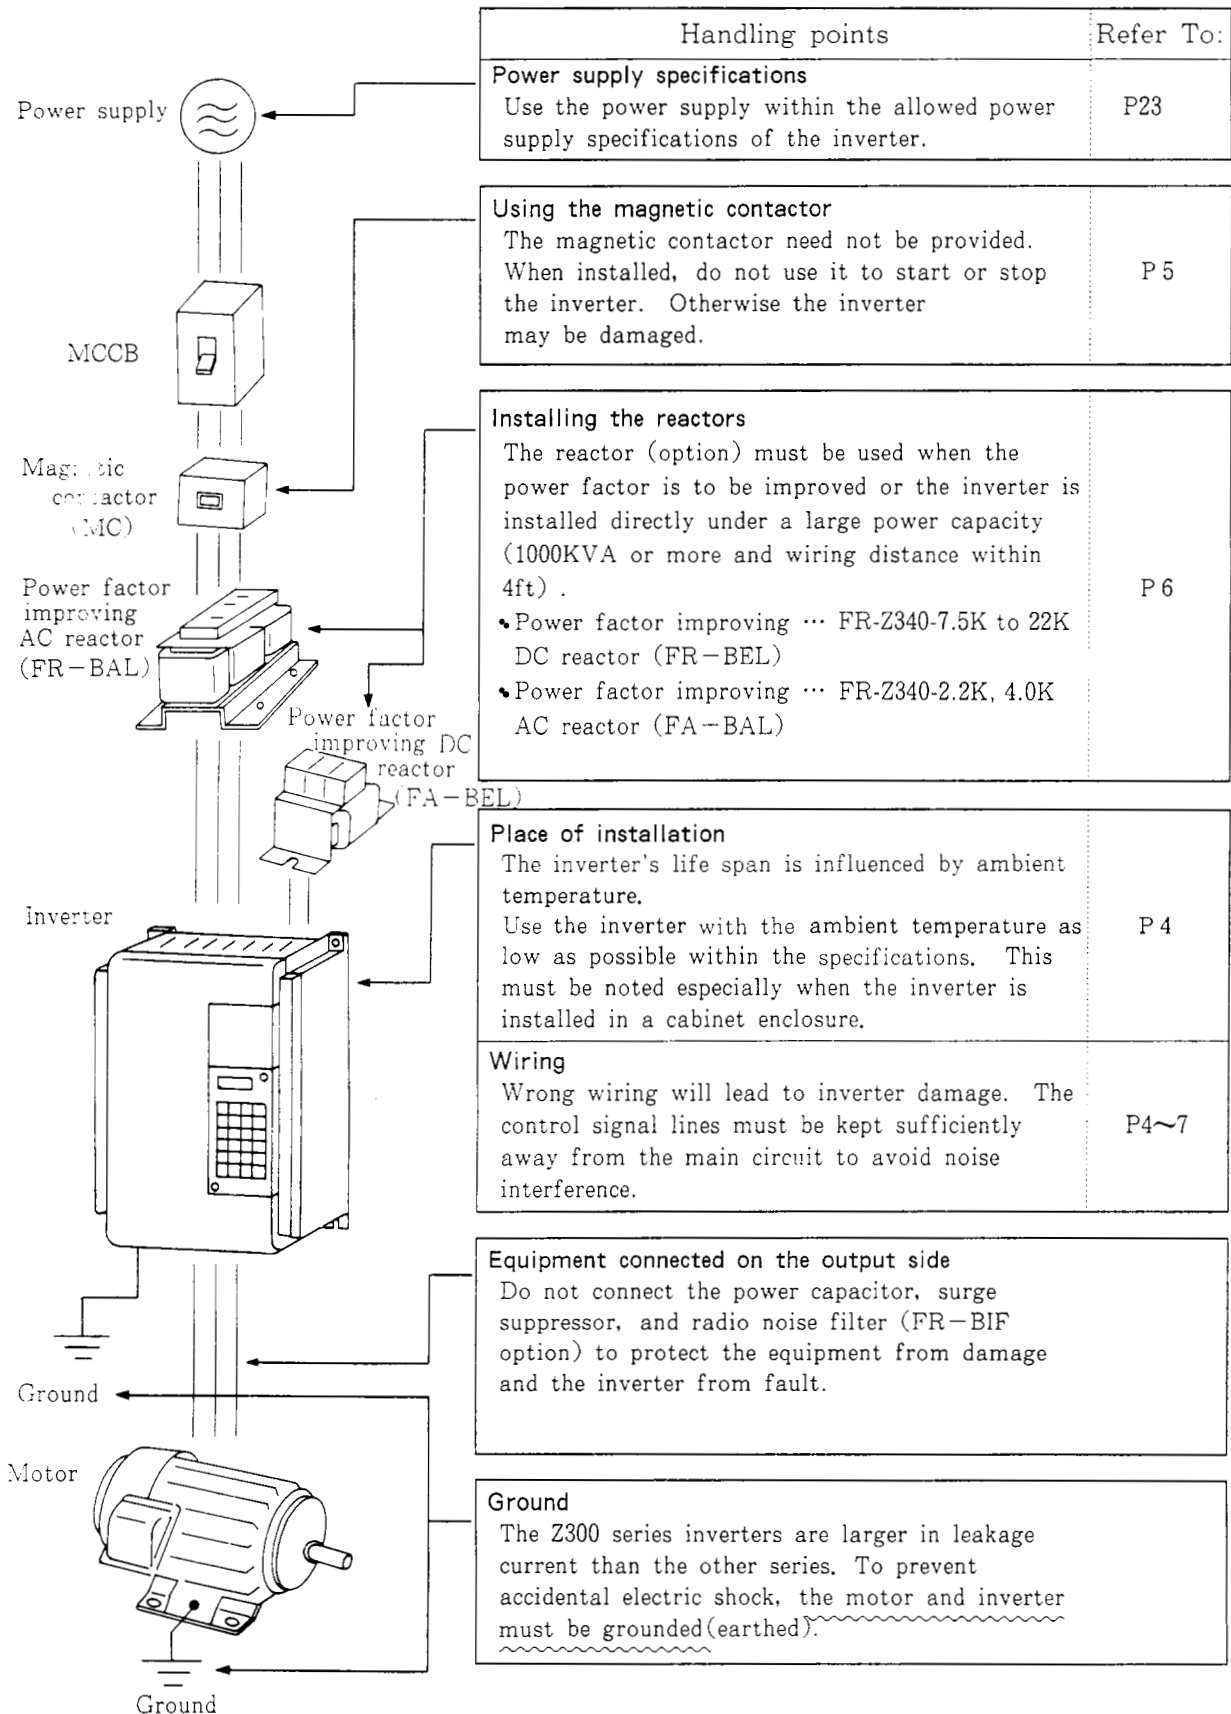 Handling points Refer To:
Power supply specifications
Use the power supply within the allowed power
supply specifications of the inverter.
P23
Power supply
Using the magnetic contactor
The magnetic contactor need not be provided.
When installed, do not use it to start or stop
the inverter. Otherwise the inverter
may be damaged.
P 5
MCCB
Installing the reactors
The reactor (option) must be used when the
power factor is to be improved or the inverter is
installed directly under a large power capacity
(1000KVA or more and wiring distance within
4ft) .
•Power factor improving ··· FR-Z340-7.5K to 22K
DC reactor (FR-BEL)
•Power factor improving ··· FR-Z340-2.2K, 4.0K
AC reactor (FA-BAL)
P 6
(MC)
Power factor
improving
AC reactor
(FR-BAL)
Power factor
improving DC
reactor
(FA-BEL)
Place of installation
The inverter's life span is influenced by ambient
temperature.
Use the inverter with the ambient temperature as
low as possible within the specifications. This
must be noted especially when the inverter is
installed in a cabinet enclosure.
P 4
Inverter
Wiring
Wrong wiring will lead to inverter damage. The
control signal lines must be kept sufficiently
away from the main circuit to avoid noise
interference.
P4~7
Equipment connected on the output side
Do not connect the power capacitor, surge
suppressor, and radio noise filter (FR-BIF
option) to protect the equipment from damage
and the inverter from fault.
Ground
Motor
Ground
The Z300 series inverters are larger in leakage
current than the other series. To prevent
accidental electric shock, the motor and inverter
must be grounded(earthed).
Ground